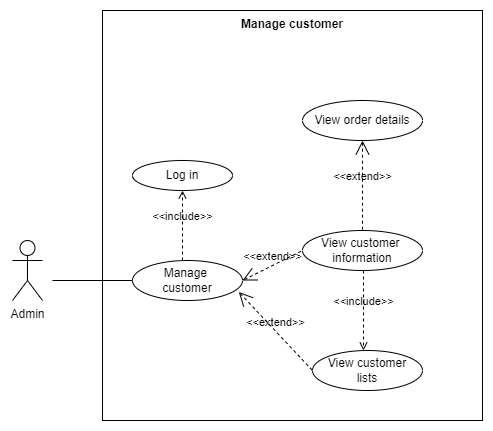 Manage customer
View order details
<<extend>>
Log in
<<include>>
View customer
information
<<extend>>
Manage
customer
<<include>>
Admin
<<extend>>
View customer
lists